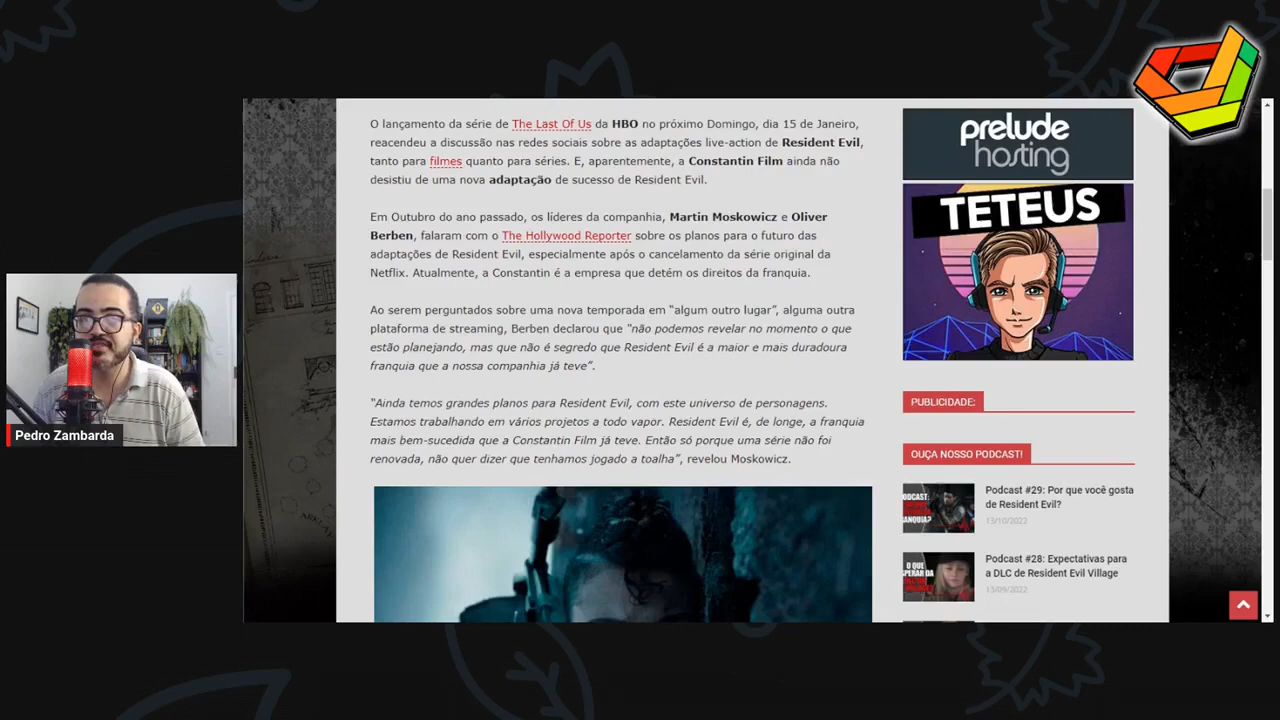 O lançamento da série de The Last Of Us da HBO no próximo Domingo, dia 15 de Janeiro,
reacendeu a discussão nas redes sociais sobre as adaptações live-action de Resident Evil,
tanto para filmes quanto para séries. E, aparentemente, a Constantin Film ainda não
desistiu de uma nova adaptação de sucesso de Resident Evil.
Em Outubro do ano passado, os líderes da companhia, Martin Moskowicz e Oliver
Berben, falaram com o The Hollywood Reporter sobre os planos para o futuro das
adaptações de Resident Evil, especialmente após o cancelamento da série original da
Netflix. Atualmente, a Constantin é a empresa que detém os direitos da franquia.
Ao serem perguntados sobre uma nova temporada em “algum outro lugar”, alguma outra
plataforma de streaming, Berben declarou que “não podemos revelar no momento o que
estão planejando, mas que não é segredo que Resident Evil é a maior e mais duradoura
franquia que a nossa companhia já teve”.
“Ainda temos grandes planos para Resident Evil, com este universo de personagens.
Estamos trabalhando em vários projetos a todo vapor. Resident Evil é, de longe, a franquia
mais bem-sucedida que a Constantin Film já teve. Então só porque uma série não foi
renovada, não quer dizer que tenhamos jogado a toalha”, revelou Moskowicz.
prelude
hosting
TETEUS
PUBLICIDADE:
OUÇA NOSSO PODCAST!
Podcast #29: Por que você gosta
de Resident Evil?
13/10/2022
Podcast #28: Expectativas para
a DLC de Resident Evil Village
13/09/2022
Pedro Zambarda